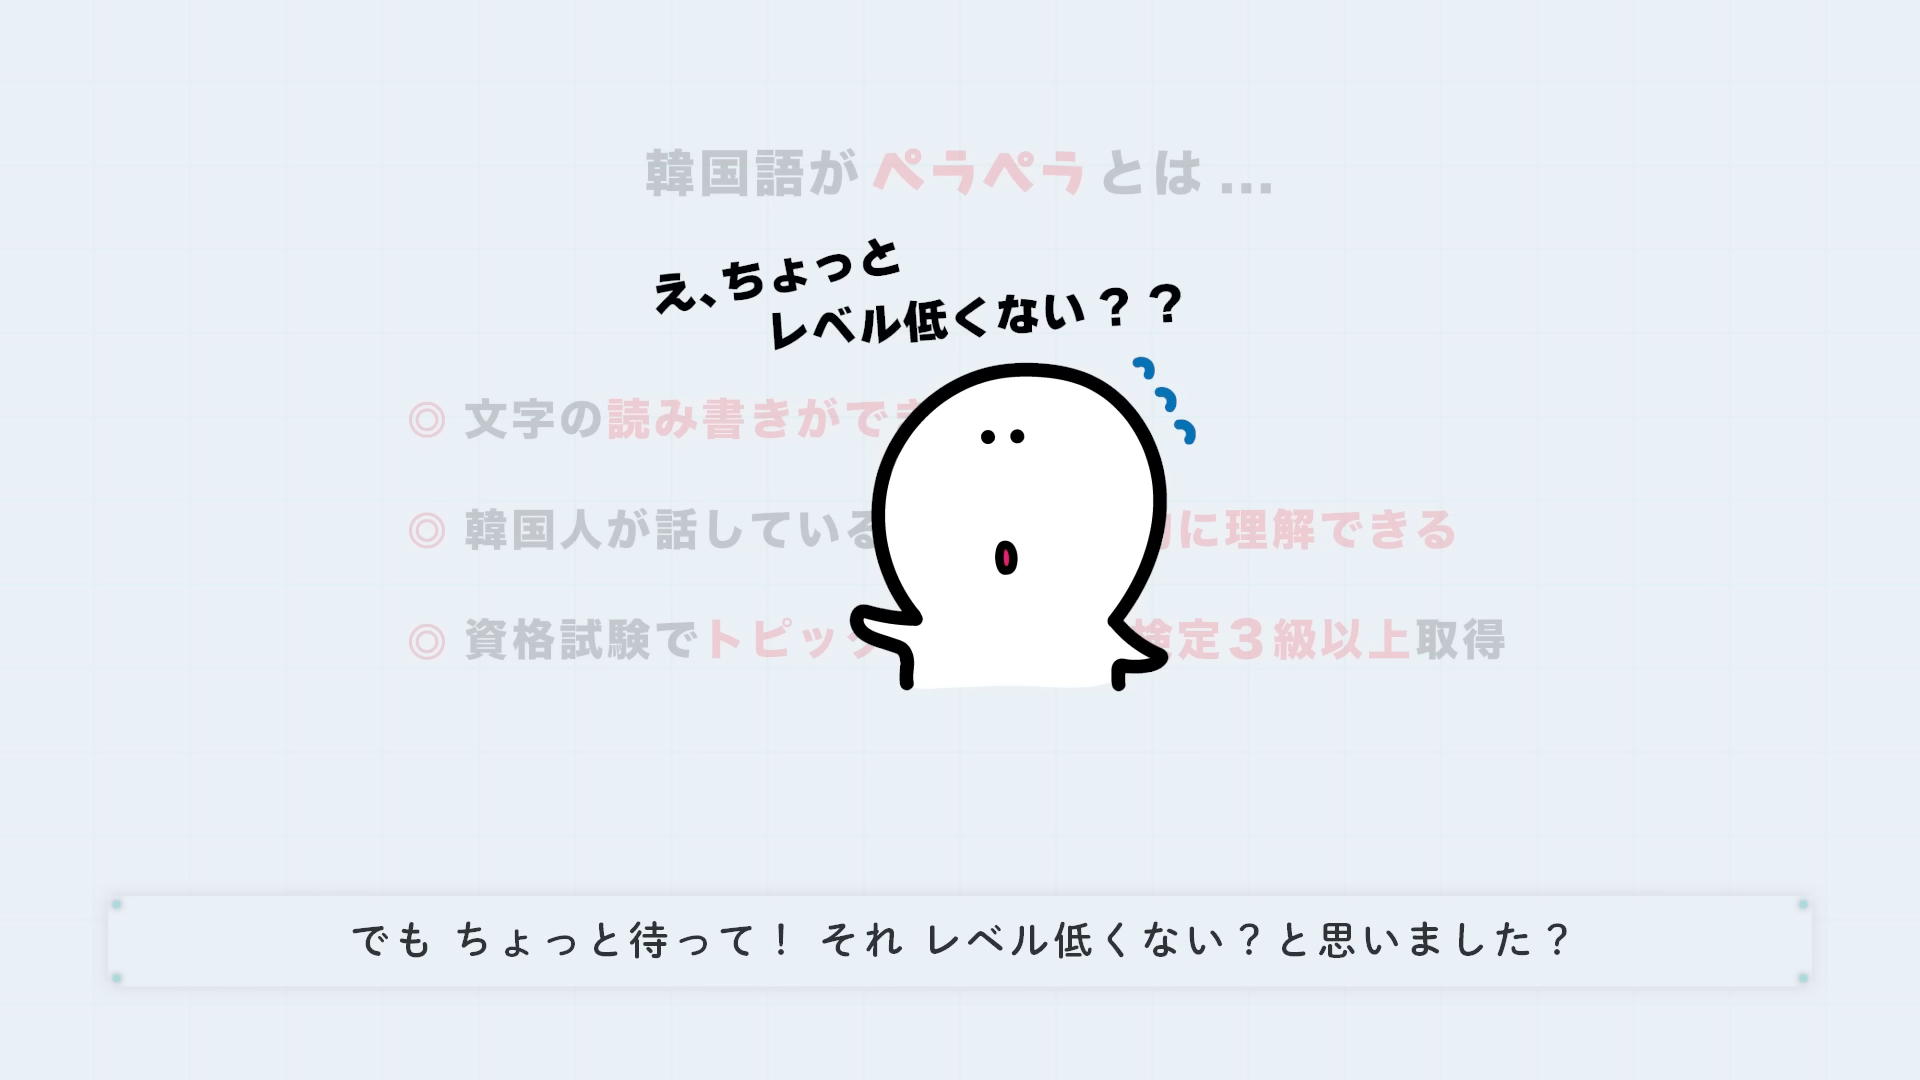 韓国語が ペラペラ とは ...
え、ちょっと
レベル低くない？？
◎ 文字の読み書きができ
◎ 韓国人が話している に理解できる
◎ 資格試験でトピック 検定３級以上取得
でも ちょっと待って！ それ レベル低くない？と思いました？